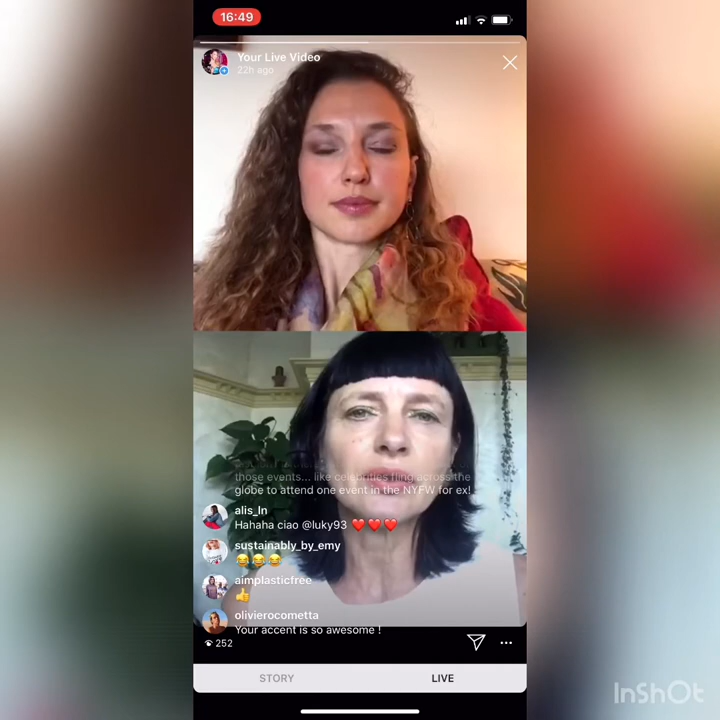 16:49
Your Live Video
22h ago
those events... like celebrities fling across the
globe to attend one event in the NYFW for ex!
alis_ln
Hahaha ciao @luky93 ❤️❤️❤️
sustainably_by_emy
😂😂😂
aimplasticfree
👍
olivierocometta
Your accent is so awesome !
252
STORY
LIVE
InShOt